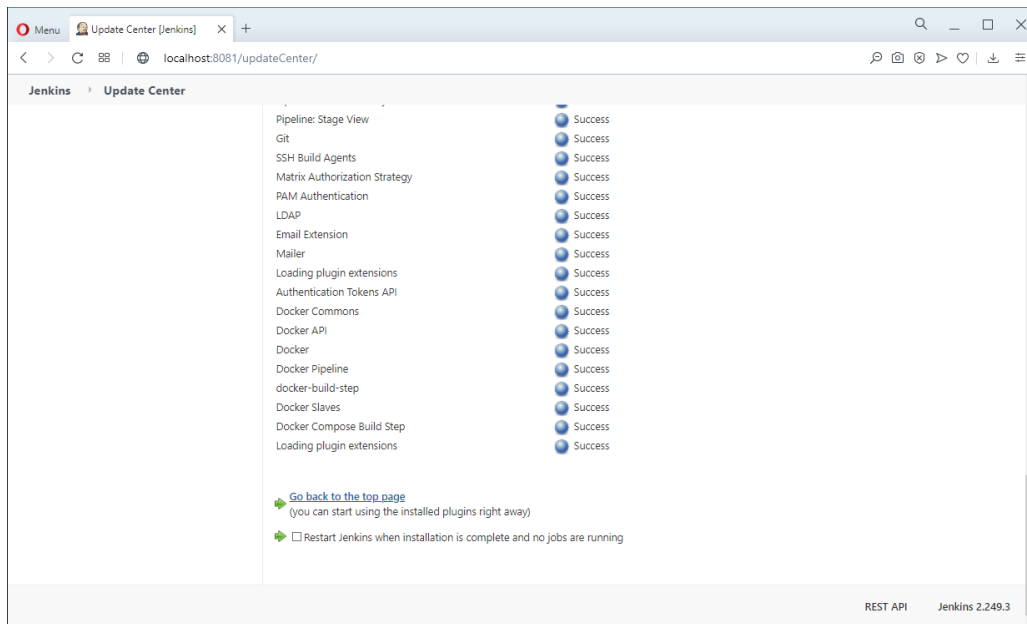 Menu
Update Center [Jenkins]
localhost:8081/updateCenter/
Jenkins Update Center
Pipeline: Stage View Success
Git Success
SSH Build Agents Success
Matrix Authorization Strategy Success
PAM Authentication Success
LDAP Success
Email Extension Success
Mailer Success
Loading plugin extensions Success
Authentication Tokens API Success
Docker Commons Success
Docker API Success
Docker Success
Docker Pipeline Success
docker-build-step Success
Docker Slaves Success
Docker Compose Build Step Success
Loading plugin extensions Success
Go back to the top page
(you can start using the installed plugins right away)
Restart Jenkins when installation is complete and no jobs are running
REST API Jenkins 2.249.3